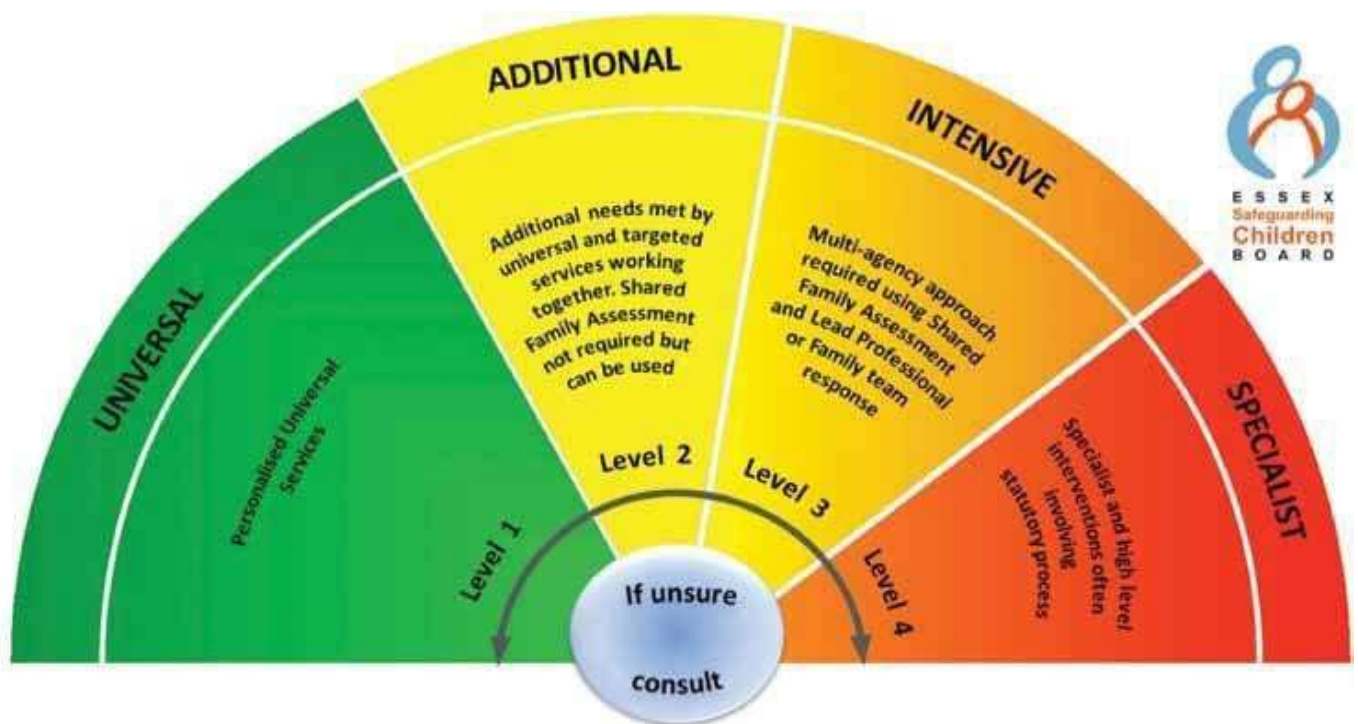 UNIVERSAL
Personalised Universal
Services
Level 1
ADDITIONAL
Additional needs met by
universal and targeted
services working
together. Shared
Family Assessment
not required but
can be used
Level 2
INTENSIVE
Multi-agency approach
required using Shared
Family Assessment
and Lead Professional
or Family team
response
Level 3
SPECIALIST
Specialist and high level
interventions often
involving
statutory process
Level 4
If unsure
consult
ESSEX
Safeguarding
Children
BOARD